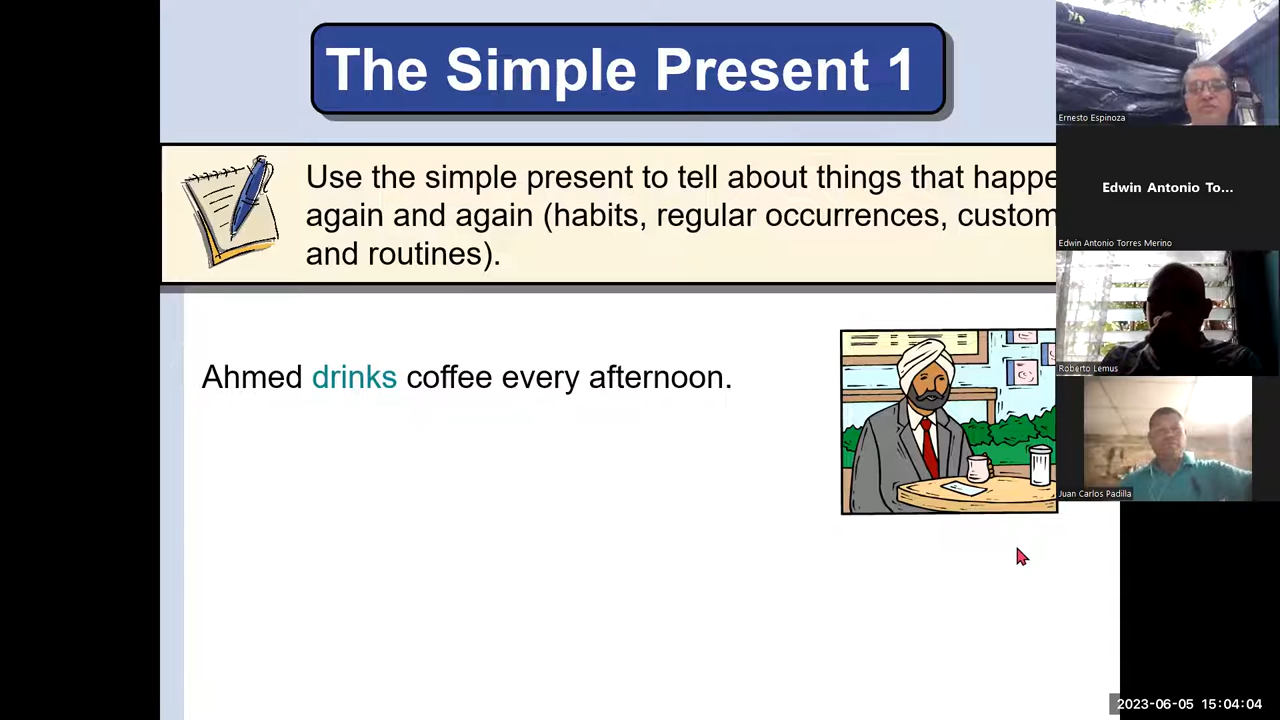 The Simple Present 1
Use the simple present to tell about things that happe
again and again (habits, regular occurrences, custom
and routines).
Ahmed drinks coffee every afternoon.
Ernesto Espinoza
Edwin Antonio To...
Edwin Antonio Torres Merino
Roberto Lemus
Juan Carlos Padilla
2023-06-05 15:04:04